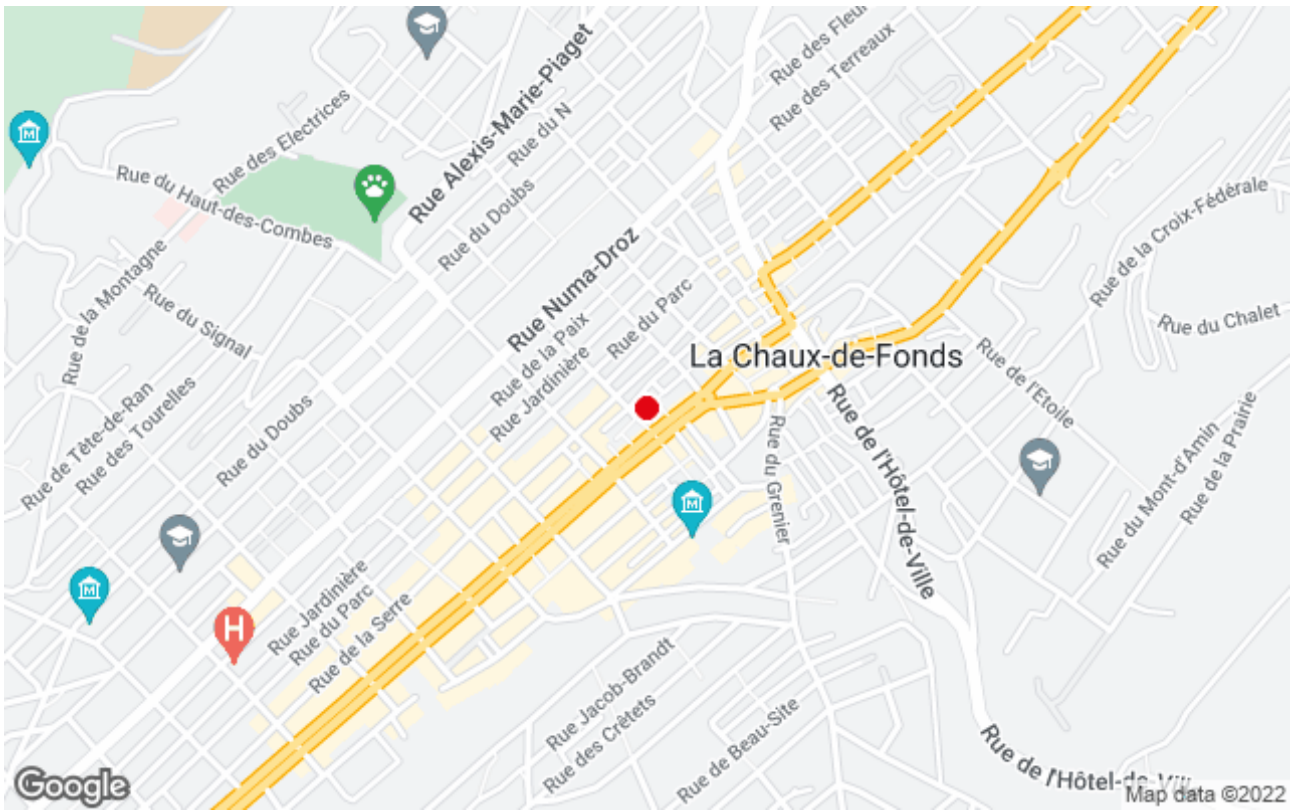 Rue des Fleur
Rue des Terreaux
Rue Alexis-Marie-Piaget
Rue du N
Rue des Electrices
Rue du Haut-des-Combes
Rue du Doubs
Rue de la Croix-Fédérale
Rue de la Montagne
Rue Numa-Droz
Rue du Signal
Rue du Parc
Rue de la Paix
Rue Jardinière
Rue du Chalet
La Chaux-de-Fonds
Rue de l'Etoile
Rue de Tête-de-Ran
Rue des Tourelles
Rue du Doubs
Rue du Grenier
Rue de l'Hôtel-de-Ville
Rue du Mont-d'Amin
Rue de la Prairie
M
M
M
H
Rue Jardinière
Rue du Parc
Rue de la Serre
Rue Jacob-Brandt
Rue des Crêtets
Rue de Beau-Site
Rue de l'Hôtel-de-Vill
Google
Map data ©2022